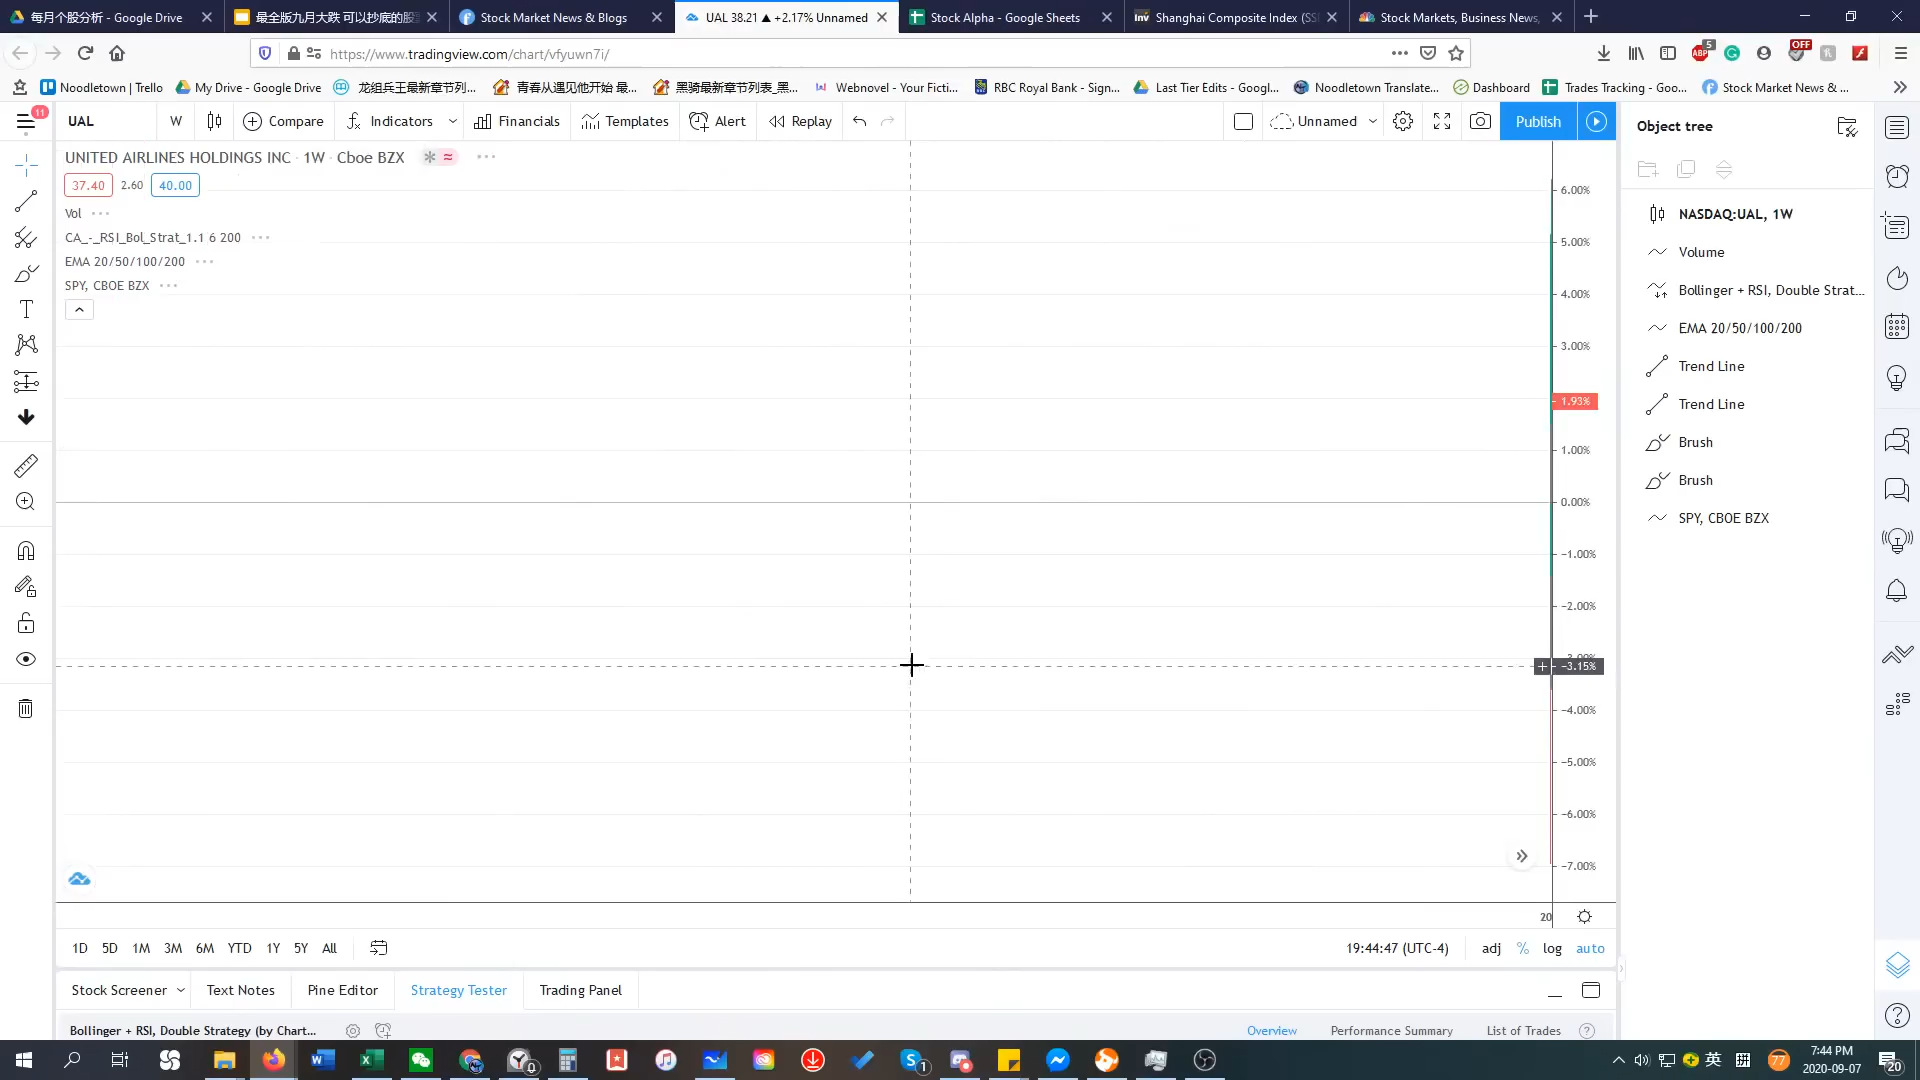 每月个股分析 - Google Drive
最全版九月大跌 可以抄底的股
Stock Market News & Blogs
UAL 38.21 ▲ +2.17% Unnamed
Stock Alpha - Google Sheets
Shanghai Composite Index (SS
Stock Markets, Business News,
https://www.tradingview.com/chart/vfyuwn7i/
5
OFF
Noodletown | Trello
My Drive - Google Drive
龙组兵王最新章节列...
青春从遇见他开始 最...
黑骑最新章节列表_黑...
Webnovel - Your Ficti...
RBC Royal Bank - Sign...
Last Tier Edits - Googl...
Noodletown Translate...
Dashboard
Trades Tracking - Goo...
Stock Market News & ...
11
UAL
W
Compare
Indicators
Financials
Templates
Alert
Replay
Unnamed
Publish
Object tree
UNITED AIRLINES HOLDINGS INC · 1W · Cboe BZX
37.40
2.60
40.00
Vol
CA_-_RSI_Bol_Strat_1.1 6 200
EMA 20/50/100/200
SPY, CBOE BZX
6.00%
5.00%
4.00%
3.00%
1.93%
1.00%
0.00%
-1.00%
-2.00%
-3.00%
-3.15%
-4.00%
-5.00%
-6.00%
-7.00%
20
NASDAQ:UAL, 1W
Volume
Bollinger + RSI, Double Strat...
EMA 20/50/100/200
Trend Line
Trend Line
Brush
Brush
SPY, CBOE BZX
1D 5D 1M 3M 6M YTD 1Y 5Y All
19:44:47 (UTC-4)
adj % log auto
Stock Screener
Text Notes
Pine Editor
Strategy Tester
Trading Panel
Bollinger + RSI, Double Strategy (by Chart...
Overview
Performance Summary
List of Trades
英
拼
77
7:44 PM
2020-09-07
20